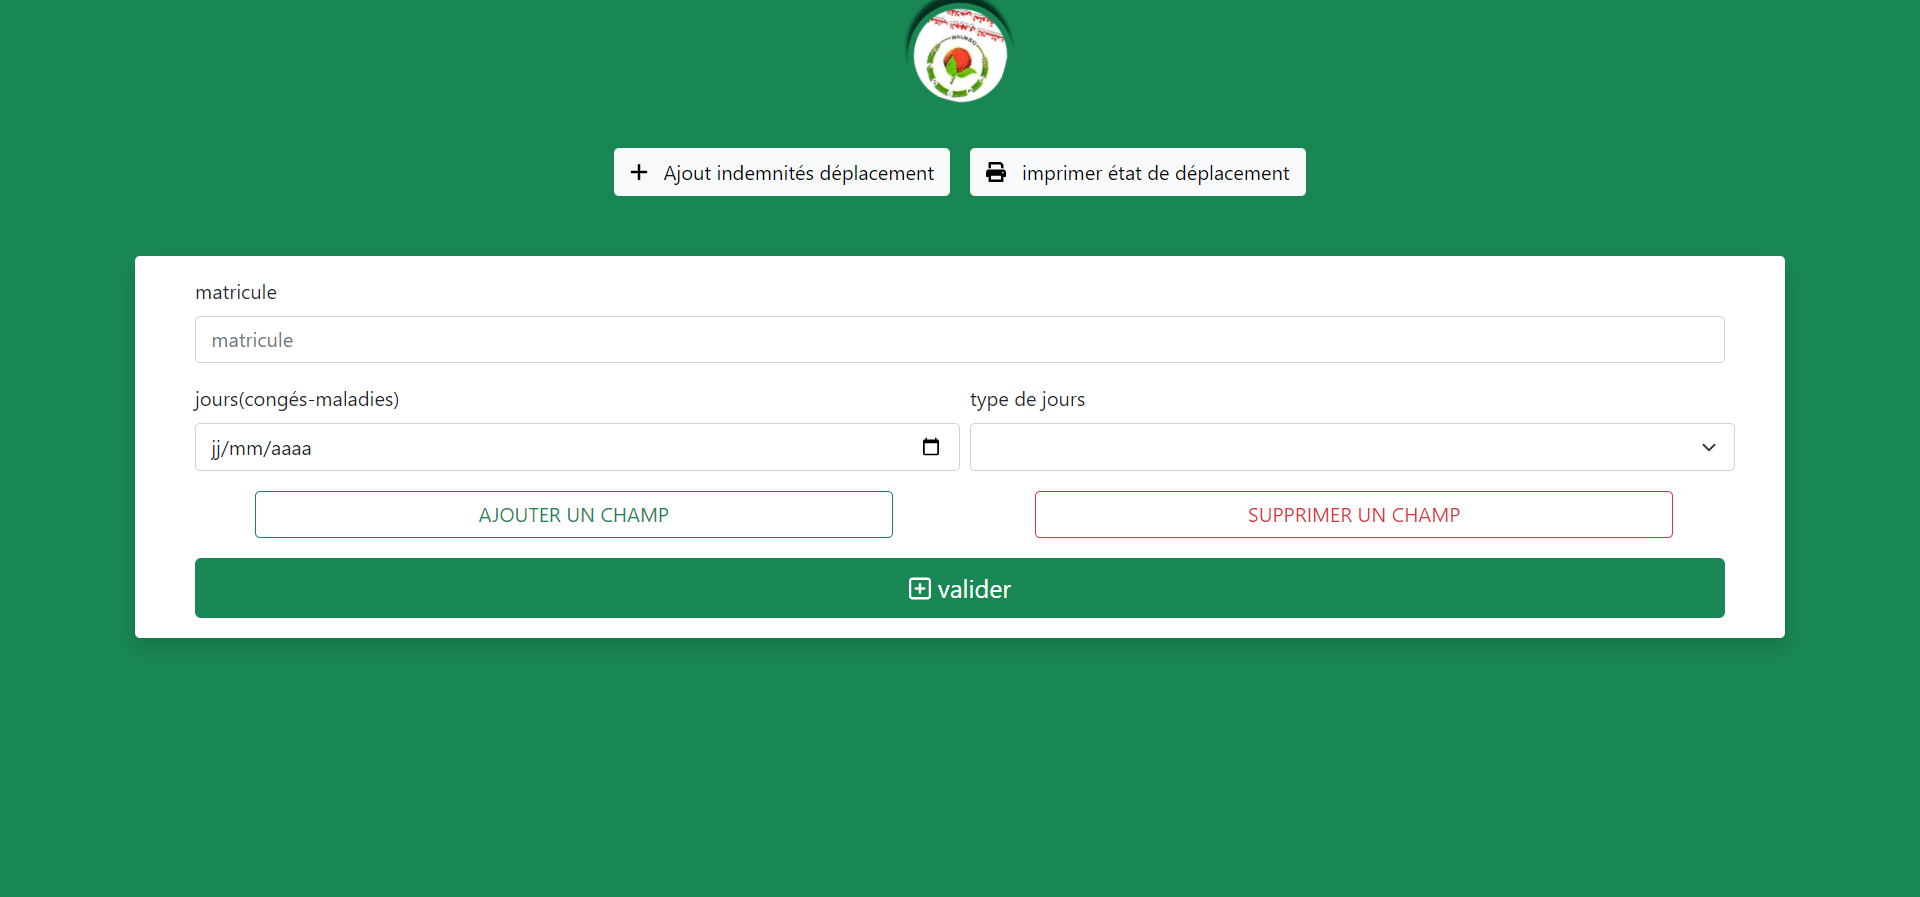 Ajout indemnités déplacement
imprimer état de déplacement
matricule
matricule
jours(congés-maladies)
type de jours
jj/mm/aaaa
AJOUTER UN CHAMP
SUPPRIMER UN CHAMP
valider